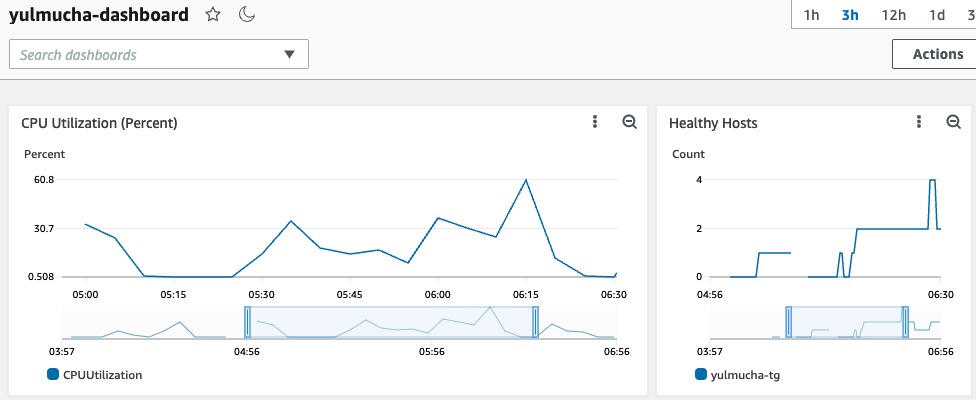 yulmucha-dashboard
1h 3h 12h 1d 3
Search dashboards
Actions
CPU Utilization (Percent)
Percent
60.8
30.7
0.508
05:00 05:15 05:30 05:45 06:00 06:15 06:30
03:57 04:56 05:56 06:56
CPUUtilization
Healthy Hosts
Count
4
2
0
04:56 06:30
03:57 06:56
yulmucha-tg